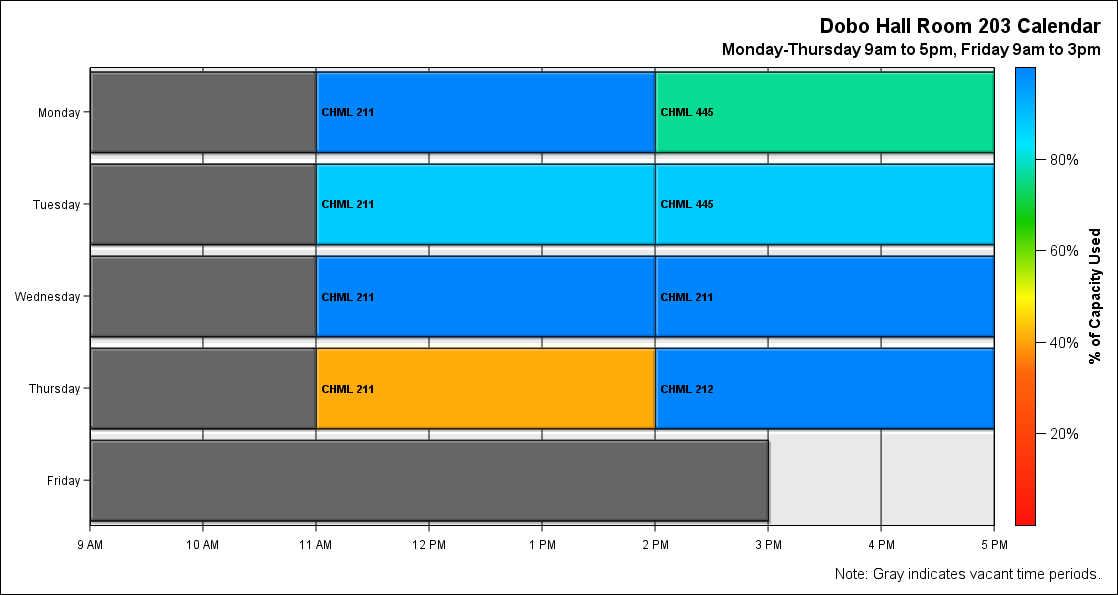 Dobo Hall Room 203 Calendar
Monday-Thursday 9am to 5pm, Friday 9am to 3pm
Monday
CHML 211
CHML 445
Tuesday
CHML 211
CHML 445
Wednesday
CHML 211
CHML 211
Thursday
CHML 211
CHML 212
Friday
9 AM
10 AM
11 AM
12 PM
1 PM
2 PM
3 PM
4 PM
5 PM
80%
60%
40%
20%
% of Capacity Used
Note: Gray indicates vacant time periods.